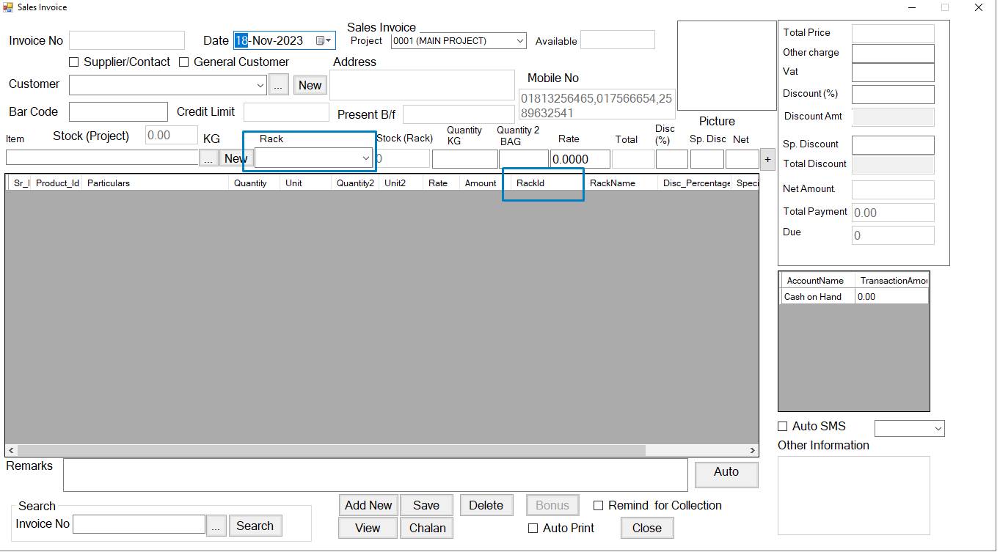 Sales Invoice
Sales Invoice
Invoice No
Date 18-Nov-2023
Project 0001 (MAIN PROJECT)
Available
Supplier/Contact
General Customer
Address
Customer
...
New
Mobile No
01813256465,017566654,25
89632541
Bar Code
Credit Limit
Present B/f
Picture
Item
Stock (Project) 0.00
KG
Rack
Stock (Rack)
Quantity
KG
Quantity 2
BAG
Rate
Total
Disc
(%)
Sp. Disc
Net
...
New
0
0.0000
+
Sr_I Product_Id Particulars Quantity Unit Quantity2 Unit2 Rate Amount RackId RackName Disc_Percentage Speci
Total Price
Other charge
Vat
Discount (%)
Discount Amt
Sp. Discount
Total Discount
Net Amount.
Total Payment 0.00
Due 0
AccountName TransactionAmou
Cash on Hand 0.00
Auto SMS
Other Information
Remarks
Auto
Search
Invoice No
...
Search
Add New
Save
Delete
Bonus
Remind for Collection
View
Chalan
Auto Print
Close